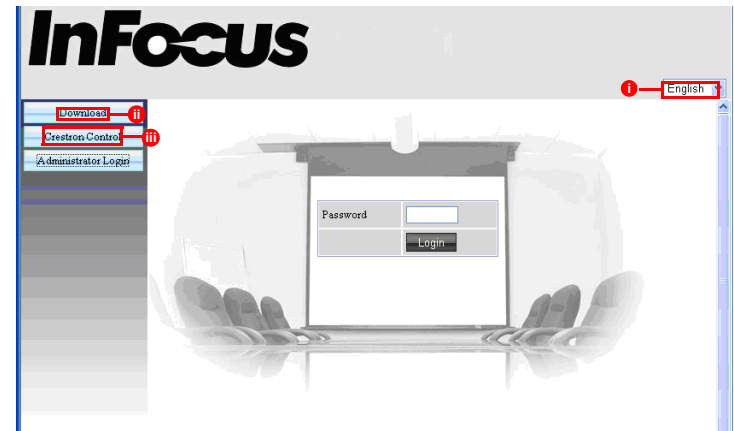 InFocus
i
English
Download
ii
Crestron Control
iii
Administrator Login
Password
Login